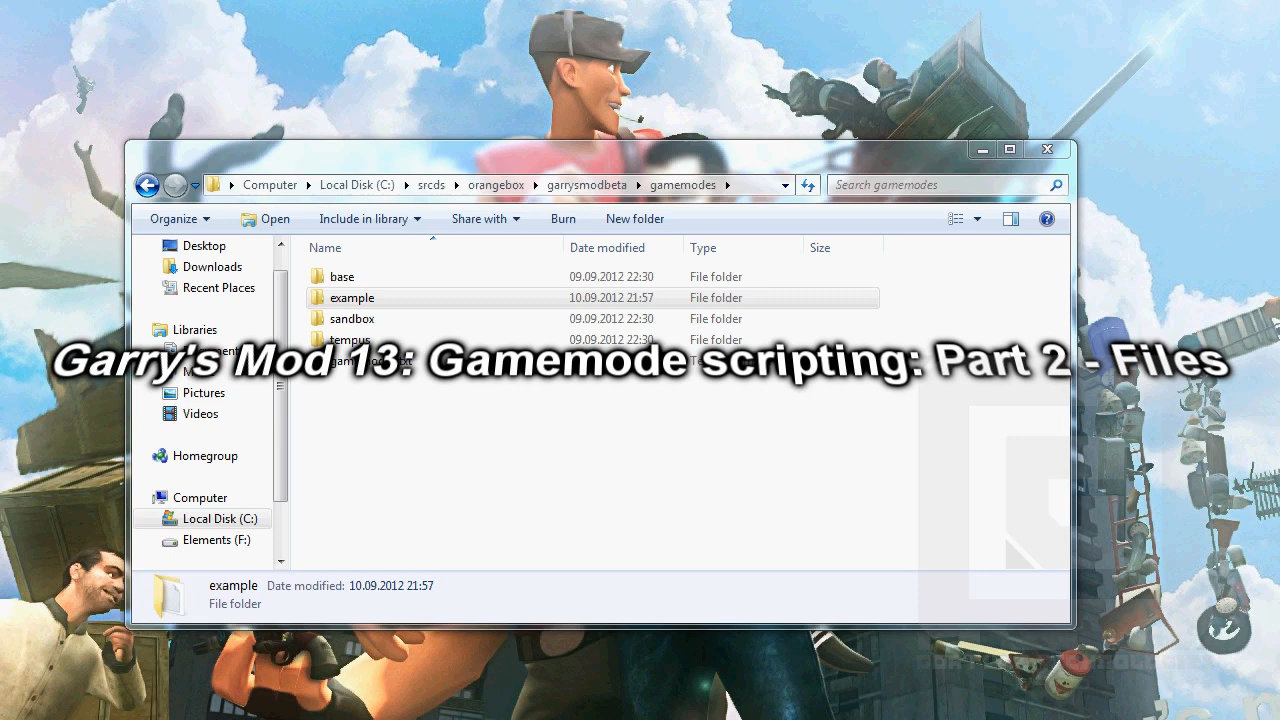 Computer Local Disk (C:) srcds orangebox garrysmodbeta gamemodes
Search gamemodes
Organize Open Include in library Share with Burn New folder
Desktop
Downloads
Recent Places
Libraries
Pictures
Videos
Homegroup
Computer
Local Disk (C:)
Elements (F:)
Name Date modified Type Size
base 09.09.2012 22:30 File folder
example 10.09.2012 21:57 File folder
sandbox 09.09.2012 22:30 File folder
tempus 09.09.2012 22:30 File folder
Garry's Mod 13: Gamemode scripting: Part 2 - Files
example Date modified: 10.09.2012 21:57
File folder